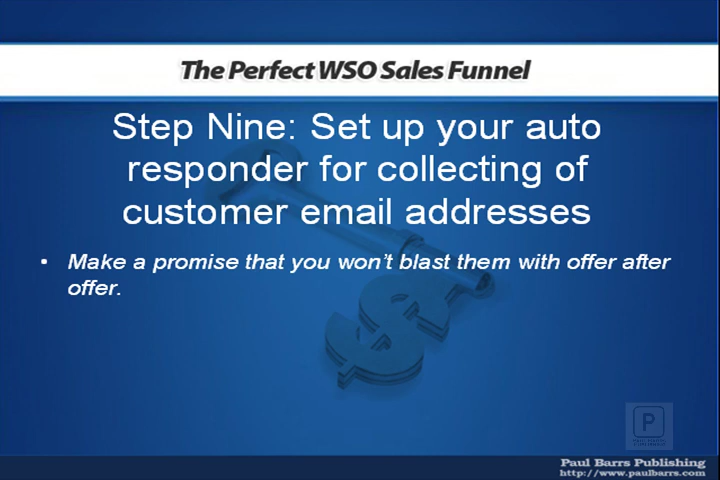 The Perfect WSO Sales Funnel
Step Nine: Set up your auto
responder for collecting of
customer email addresses
• Make a promise that you won't blast them with offer after
offer.
P
Paul Barrs Publishing
http://www.paulbarrs.com